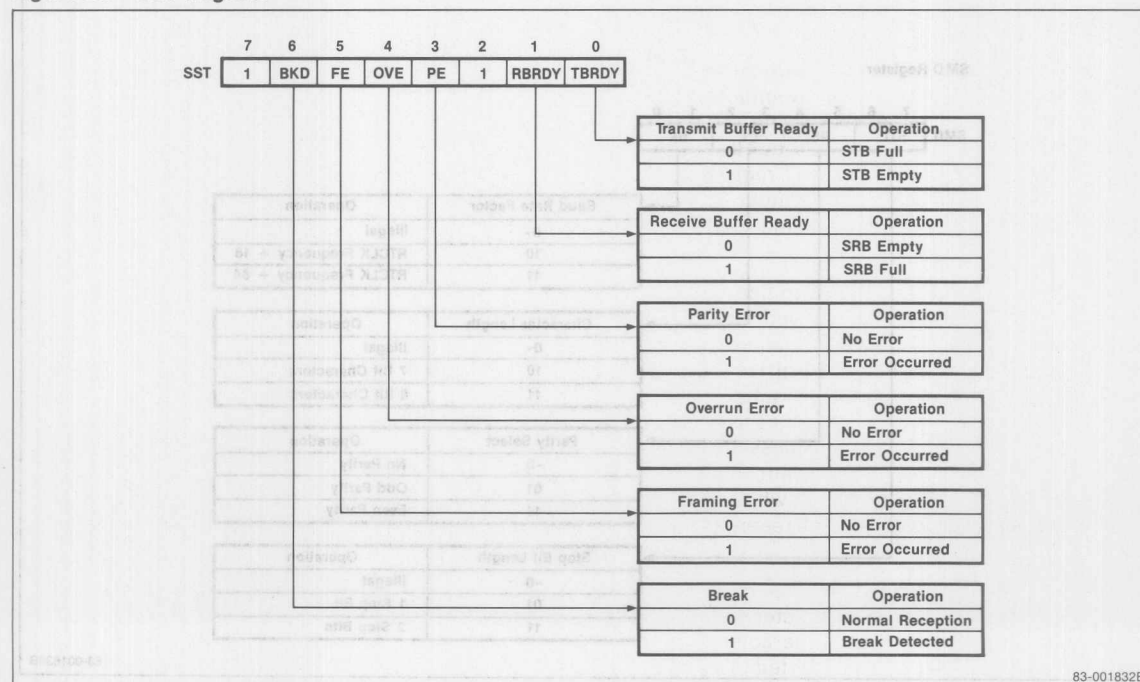 7 6 5 4 3 2 1 0
SST 1 BKD FE OVE PE 1 RBRDY TBRDY
Transmit Buffer Ready Operation
0 STB Full
1 STB Empty
Receive Buffer Ready Operation
0 SRB Empty
1 SRB Full
Parity Error Operation
0 No Error
1 Error Occurred
Overrun Error Operation
0 No Error
1 Error Occurred
Framing Error Operation
0 No Error
1 Error Occurred
Break Operation
0 Normal Reception
1 Break Detected